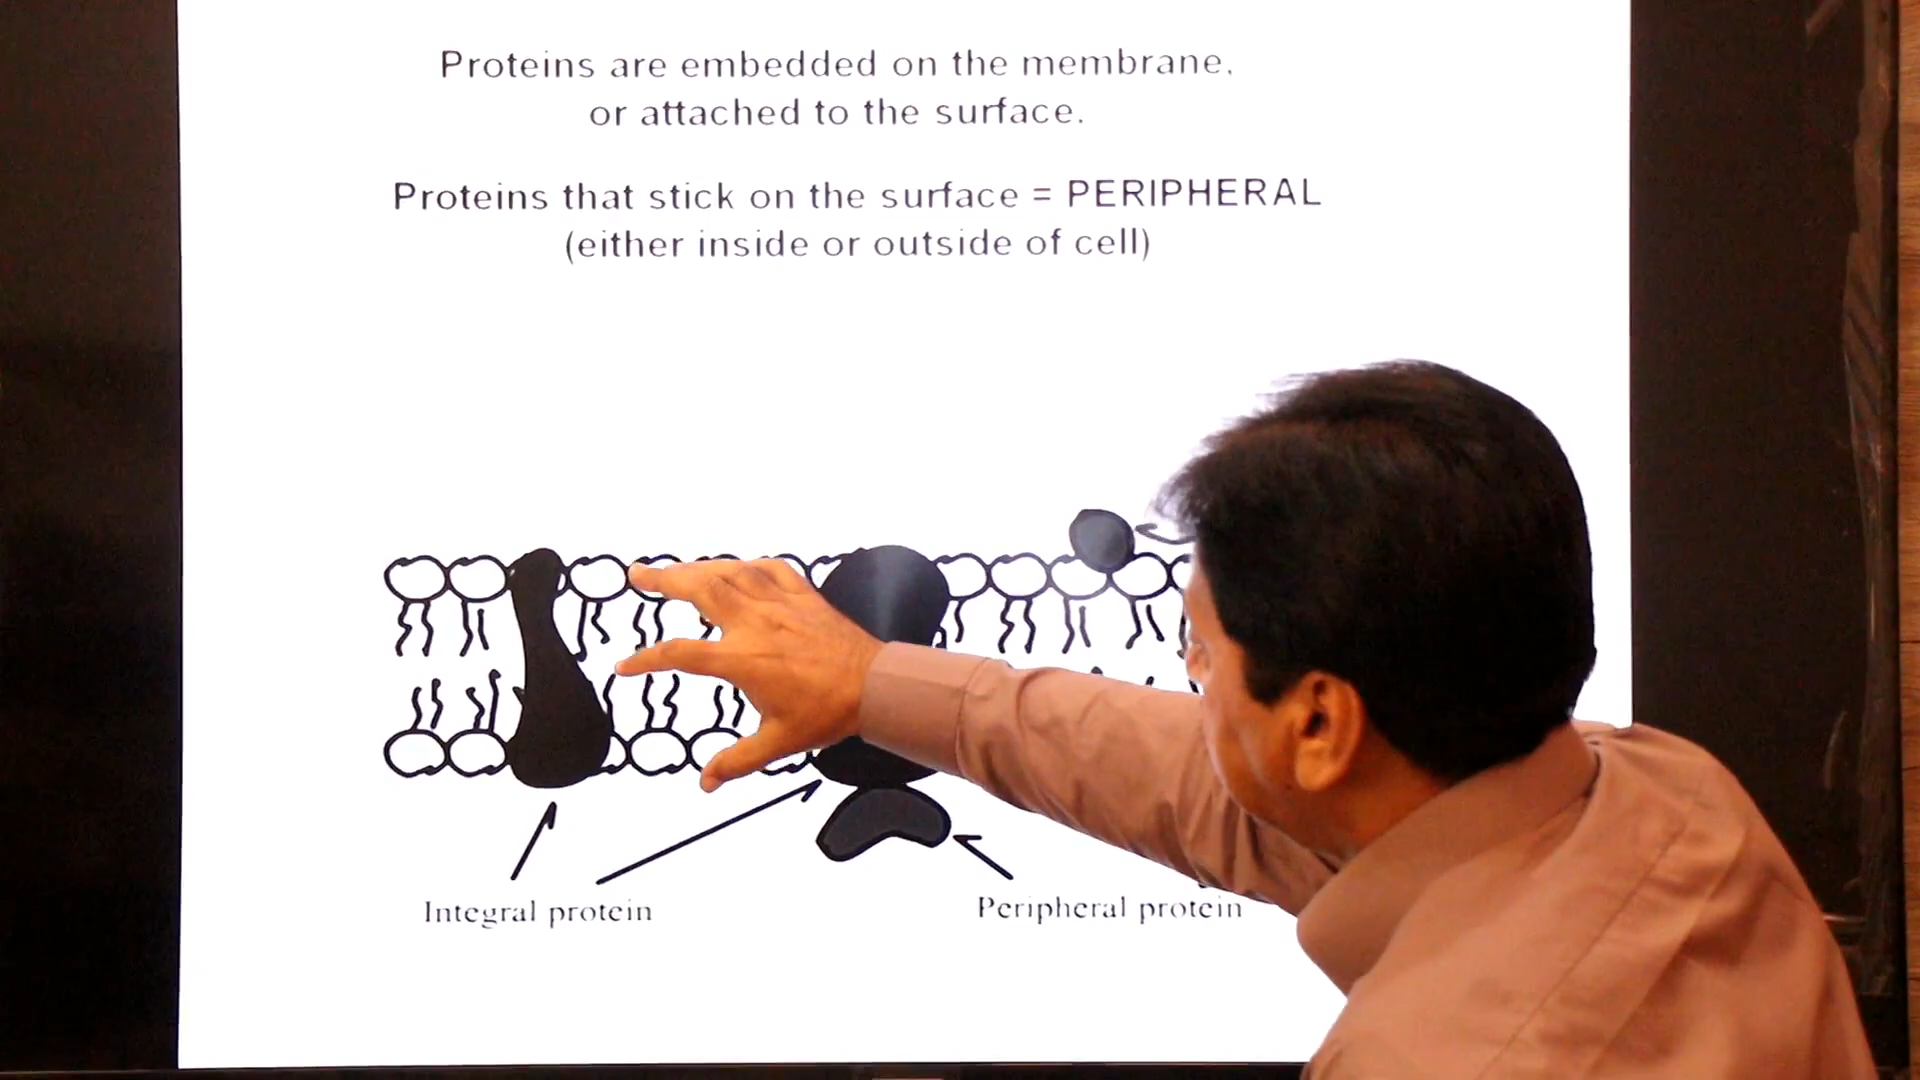 Proteins are embedded on the membrane,
or attached to the surface.
Proteins that stick on the surface = PERIPHERAL
(either inside or outside of cell)
Integral protein
Peripheral protein